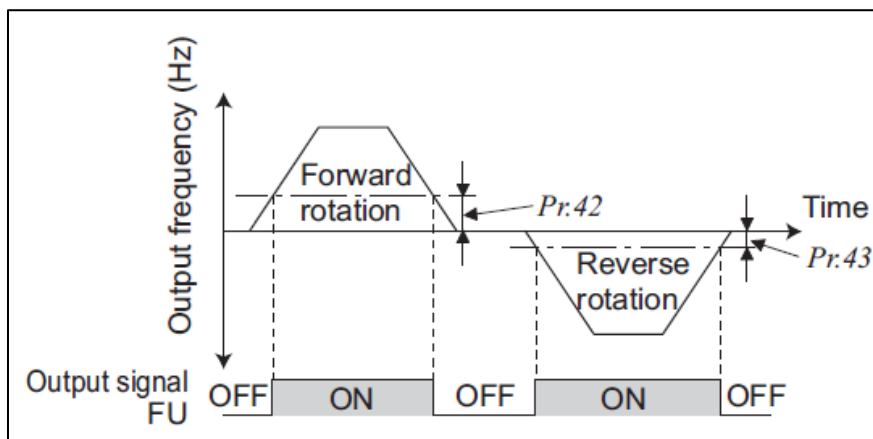 Output frequency (Hz)
Forward
rotation
Pr.42
Time
Pr.43
Reverse
rotation
Output signal
FU
OFF
ON
OFF
ON
OFF